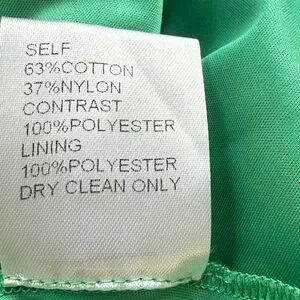 SELF
63%COTTON
37%NYLON
CONTRAST
100%POLYESTER
LINING
100%POLYESTER
DRY CLEAN ONLY